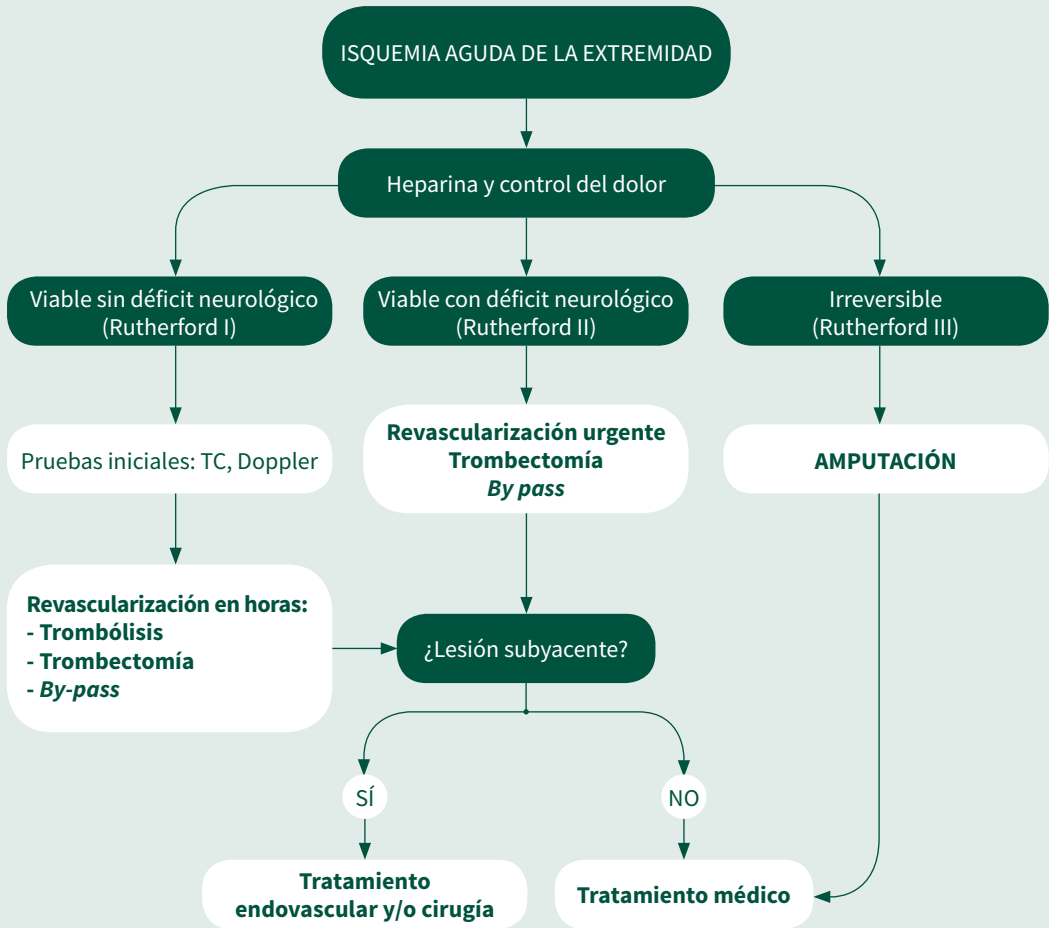 ISQUEMIA AGUDA DE LA EXTREMIDAD
Heparina y control del dolor
Viable sin déficit neurológico
(Rutherford I)
Viable con déficit neurológico
(Rutherford II)
Irreversible
(Rutherford III)
Pruebas iniciales: TC, Doppler
Revascularización urgente
Trombectomía
By pass
AMPUTACIÓN
Revascularización en horas:
- Trombólisis
- Trombectomía
- By-pass
¿Lesión subyacente?
SÍ
NO
Tratamiento
endovascular y/o cirugía
Tratamiento médico